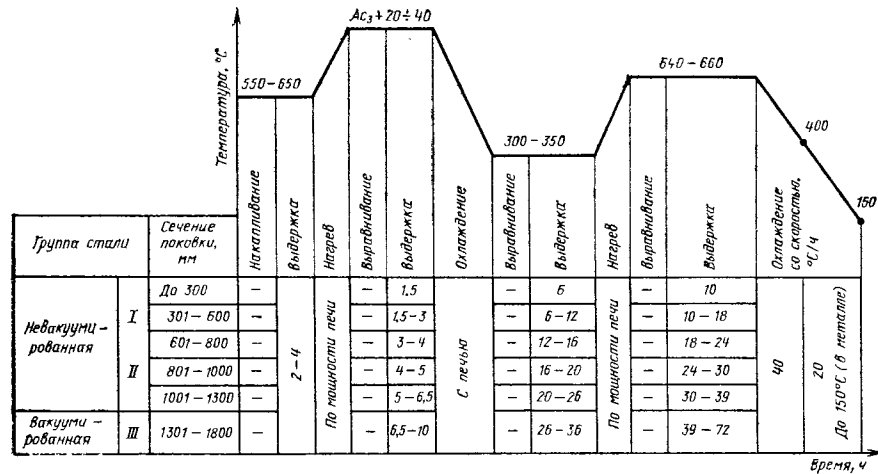 Температура, °С
550-650
Ас₃+20÷40
300-350
640-660
400
150
Группа стали
Сечение поковки, мм
Накапливание
Выдержка
Нагрев
Выравнивание
Выдержка
Охлаждение
Выравнивание
Выдержка
Нагрев
Выравнивание
Выдержка
Охлаждение со скоростью, °С/ч
Невакууми-
рованная
I
II
До 300 - - 1,5 - 6 - 10
301-600 - - 1,5-3 - 6-12 - 10-18
601-800 - - 3-4 - 12-16 - 18-24
801-1000 - - 4-5 - 16-20 - 24-30
1001-1300 - - 5-6,5 - 20-26 - 30-39
Вакууми-
рованная
III
1301-1800 - - 6,5-10 - 26-36 - 39-72
2-4
По мощности печи
С печью
По мощности печи
40
20
До 150°С (в металле)
Время, ч